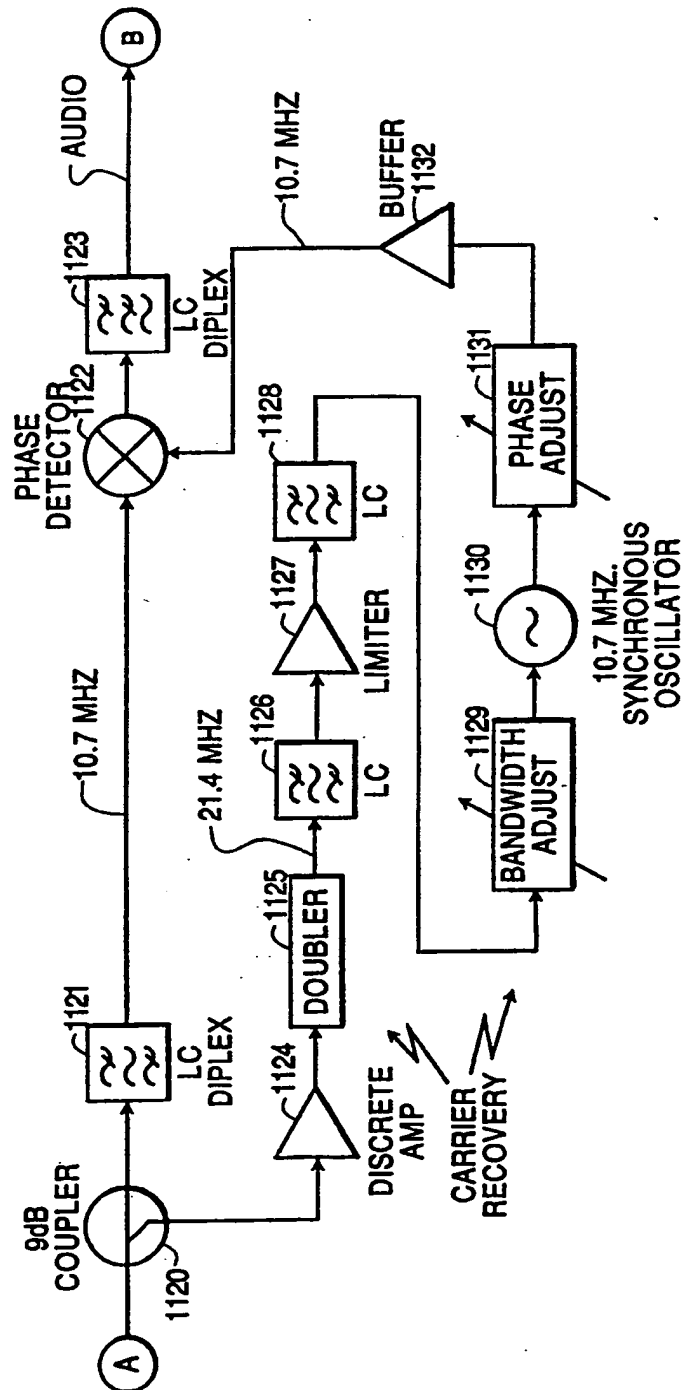 A
9dB
COUPLER
1120
1121
LC
DIPLEX
10.7 MHZ
PHASE
DETECTOR
1122
1123
LC
DIPLEX
AUDIO
B
1124
DISCRETE
AMP
1125
DOUBLER
21.4 MHZ
1126
LC
1127
LIMITER
1128
LC
10.7 MHZ
BUFFER
1132
CARRIER
RECOVERY
1129
BANDWIDTH
ADJUST
1130
10.7 MHZ.
SYNCHRONOUS
OSCILLATOR
1131
PHASE
ADJUST